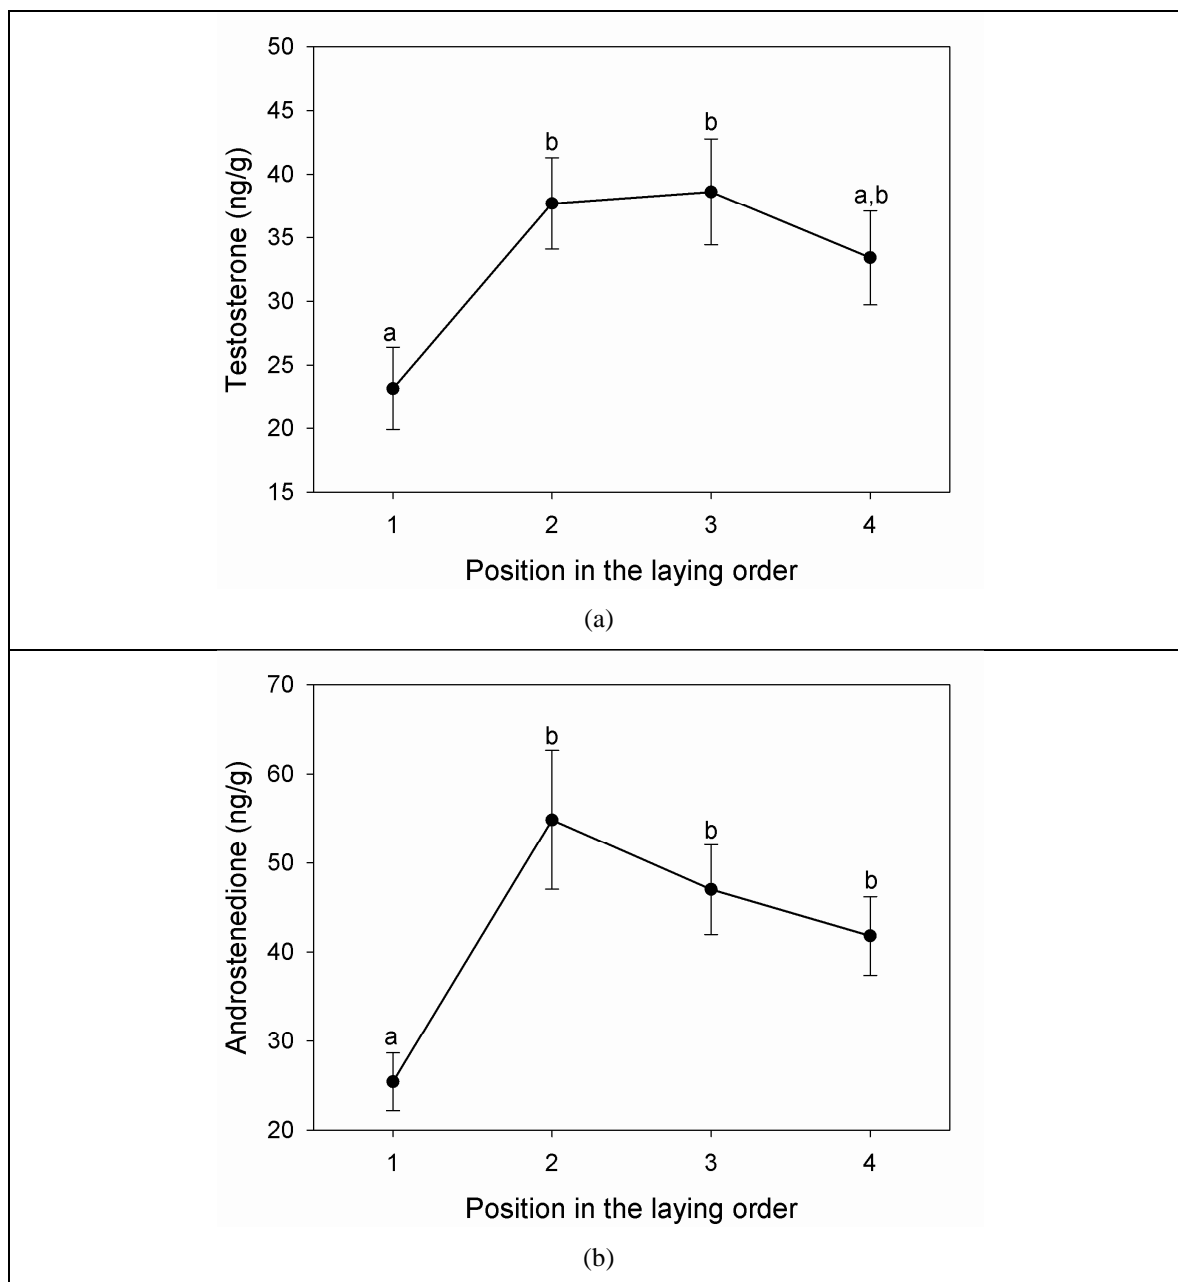 50
45
40
35
30
25
20
15
Testosterone (ng/g)
a
b
b
a,b
1 2 3 4
Position in the laying order
(a)
70
60
50
40
30
20
Androstenedione (ng/g)
a
b
b
b
1 2 3 4
Position in the laying order
(b)